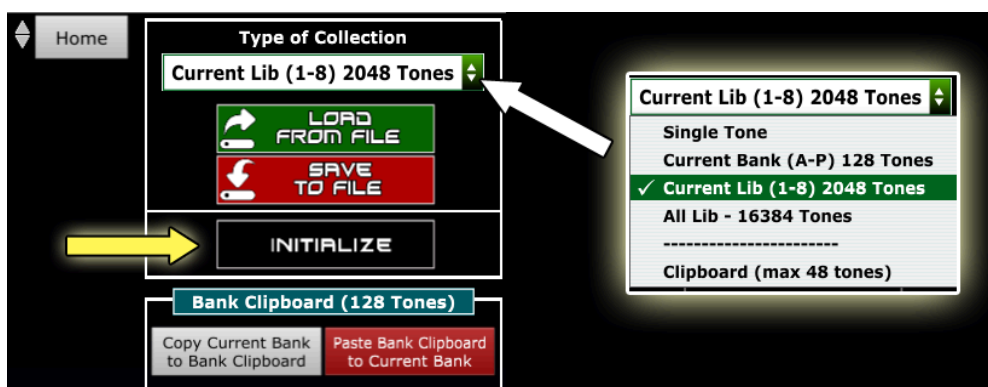 Home
Type of Collection
Current Lib (1-8) 2048 Tones
LOAD
FROM FILE
SAVE
TO FILE
INITIALIZE
Bank Clipboard (128 Tones)
Copy Current Bank
to Bank Clipboard
Paste Bank Clipboard
to Current Bank
Current Lib (1-8) 2048 Tones
Single Tone
Current Bank (A-P) 128 Tones
✓ Current Lib (1-8) 2048 Tones
All Lib - 16384 Tones
-----------------------
Clipboard (max 48 tones)